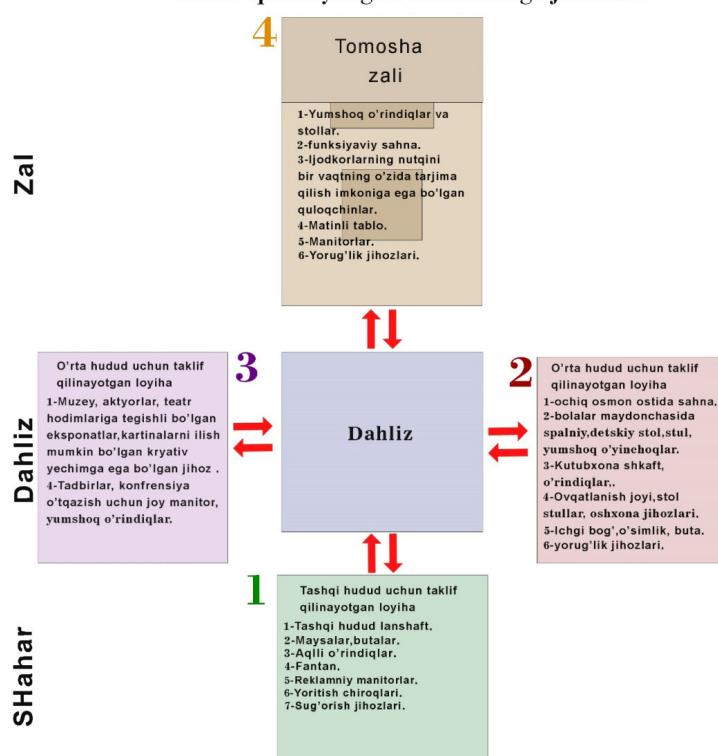 4
Tomosha
zali
1-Yumshoq o'rindiqlar va
stollar.
2-funksiyaviy sahna.
3-Ijodkorlarning nutqini
bir vaqtning o'zida tarjima
qilish imkoniga ega bo'lgan
quloqchinlar.
4-Matinli tablo.
5-Manitorlar.
6-Yorug'lik jihozlari.
Zal
3
O'rta hudud uchun taklif
qilinayotgan loyiha
1-Muzey, aktyorlar, teatr
hodimlariga tegishli bo'lgan
eksponatlar,kartinalarni ilish
mumkin bo'lgan kryativ
yechimga ega bo'lgan jihoz .
4-Tadbirlar, konfrensiya
o'tqazish uchun joy manitor,
yumshoq o'rindiqlar.
Dahliz
Dahliz
2
O'rta hudud uchun taklif
qilinayotgan loyiha
1-ochiq osmon ostida sahna.
2-bolalar maydonchasida
spalniy,detskiy stol,stul,
yumshoq o'yinchoqlar.
3-Kutubxona shkaft,
o'rindiqlar,.
4-Ovqatlanish joyi,stol
stullar, oshxona jihozlari.
5-Ichgi bog',o'simlik, buta.
6-yorug'lik jihozlari.
1
Tashqi hudud uchun taklif
qilinayotgan loyiha
1-Tashqi hudud lanshaft.
2-Maysalar,butalar.
3-Aqlli o'rindiqlar.
4-Fantan.
5-Reklamniy manitorlar.
6-Yoritish chiroqlari.
7-Sug'orish jihozlari.
SHahar